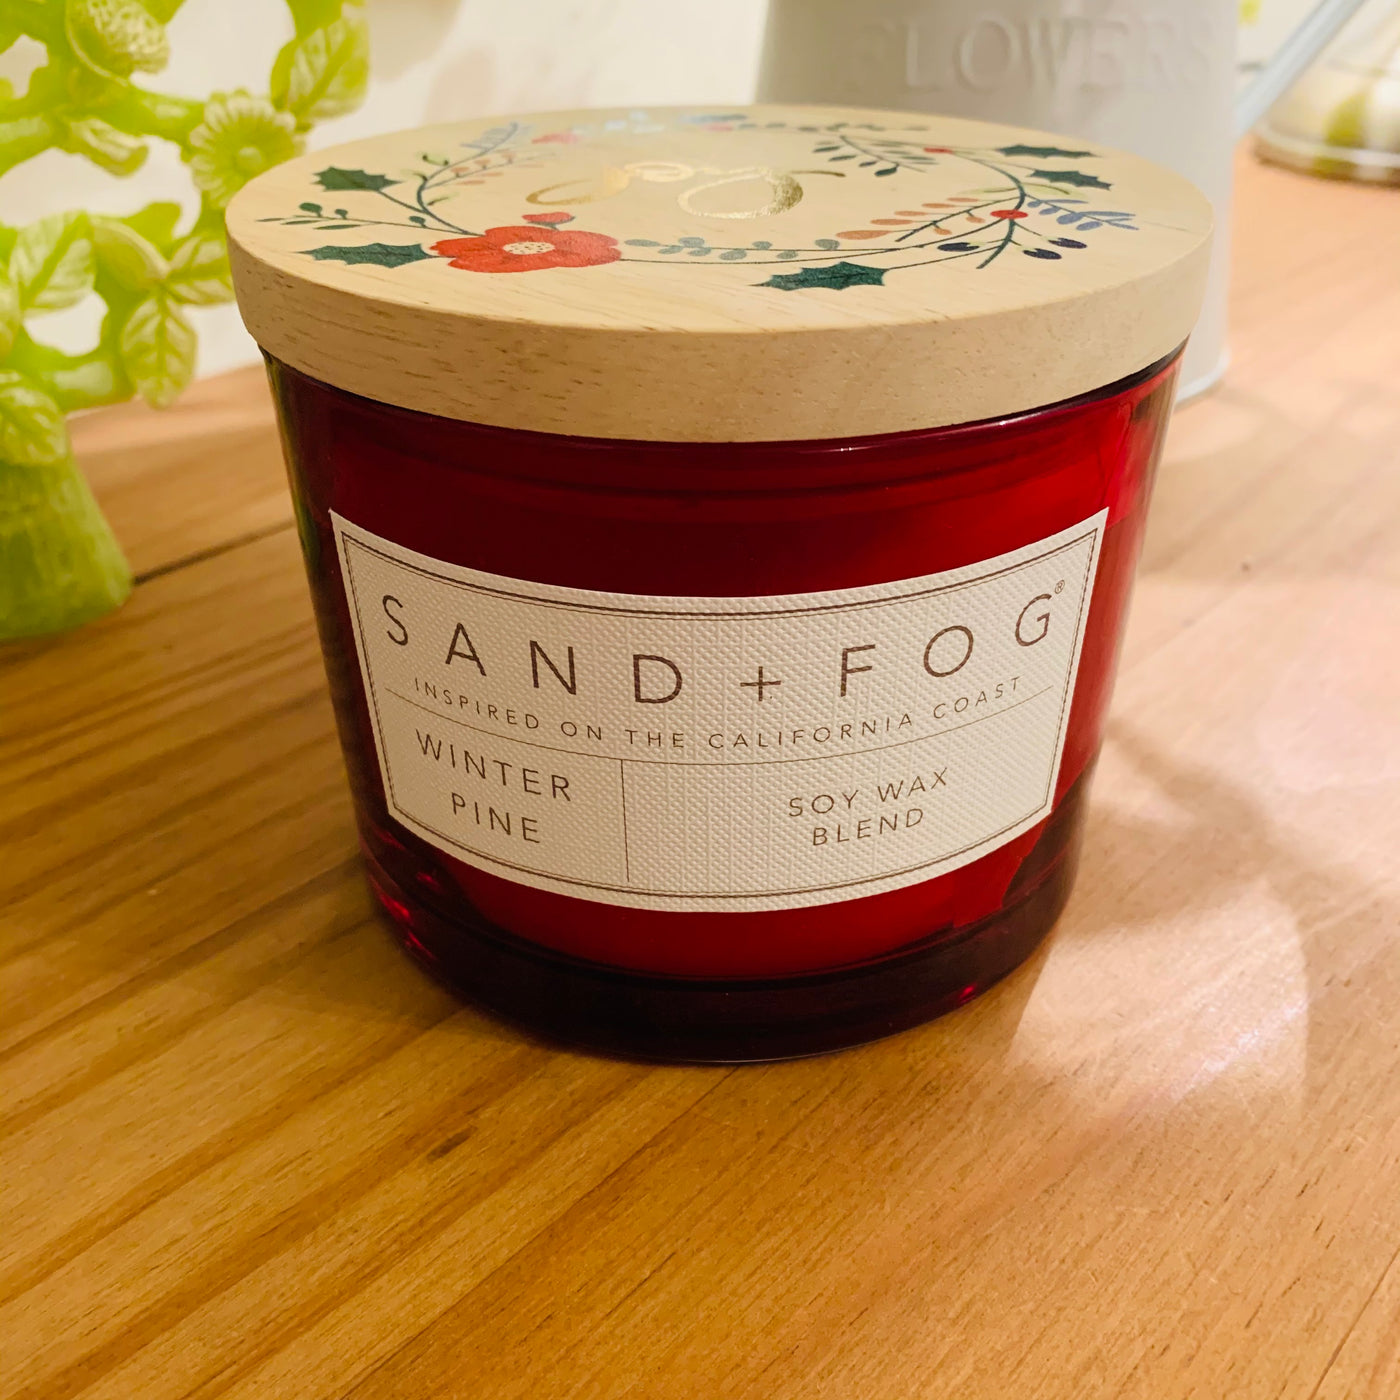 FLOWERS
SAND + FOG®
INSPIRED ON THE CALIFORNIA COAST
WINTER
PINE
SOY WAX
BLEND